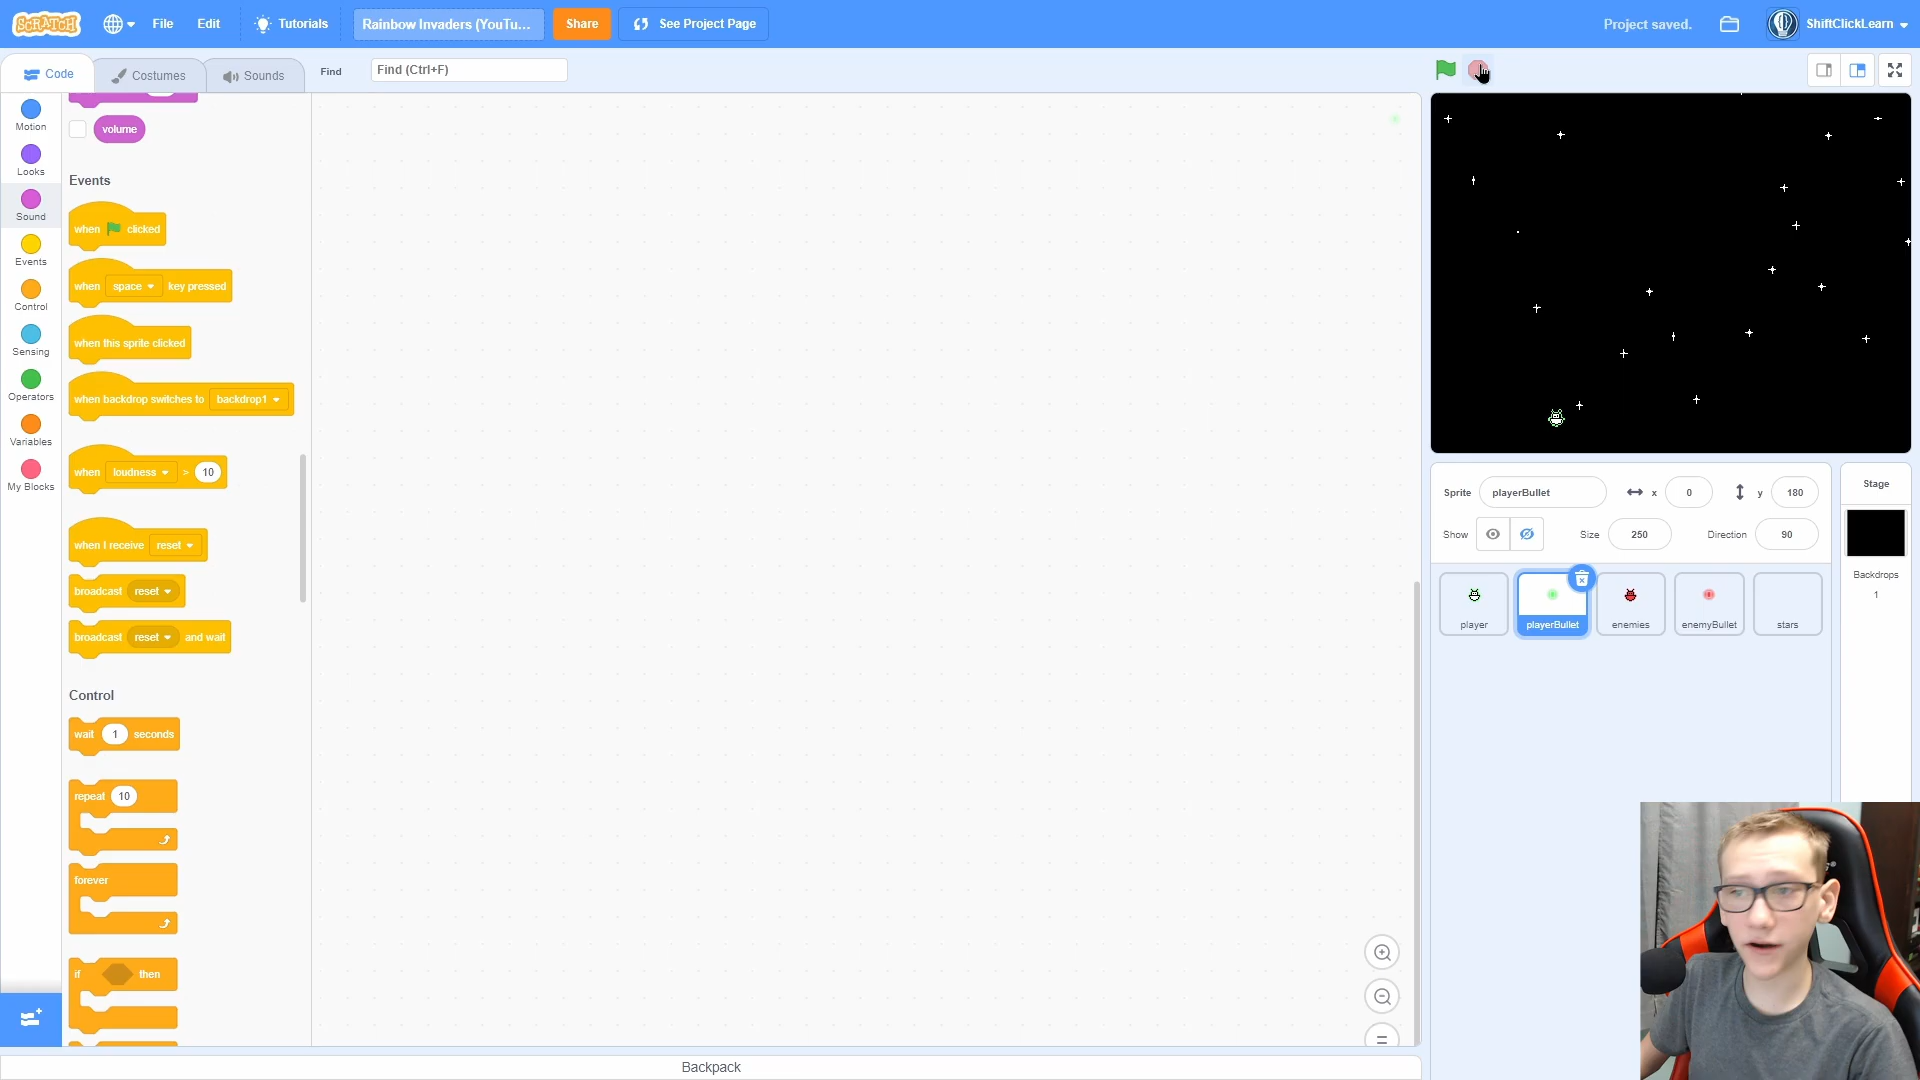 SCRATCH
File
Edit
Tutorials
Rainbow Invaders (YouTu...
Share
See Project Page
Project saved.
ShiftClickLearn
Code
Costumes
Sounds
Find
Find (Ctrl+F)
Motion
Looks
Sound
Events
Control
Sensing
Operators
Variables
My Blocks
volume
Events
when clicked
when space key pressed
when this sprite clicked
when backdrop switches to backdrop1
when loudness > 10
when I receive reset
broadcast reset
broadcast reset and wait
Control
wait 1 seconds
repeat 10
forever
if then
Sprite playerBullet x 0 y 180
Show Size 250 Direction 90
player
playerBullet
enemies
enemyBullet
stars
Stage
Backdrops
1
Backpack